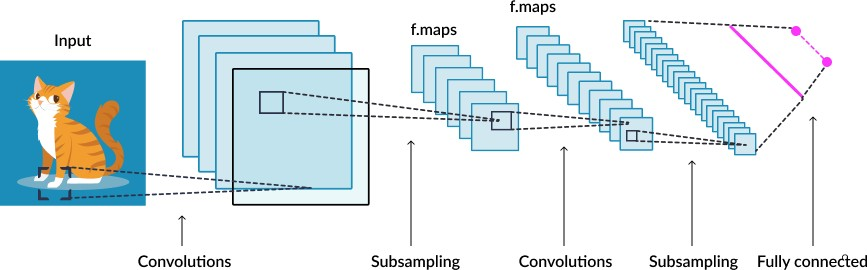 f.maps
Input
f.maps
Convolutions
Subsampling
Convolutions
Subsampling
Fully connected